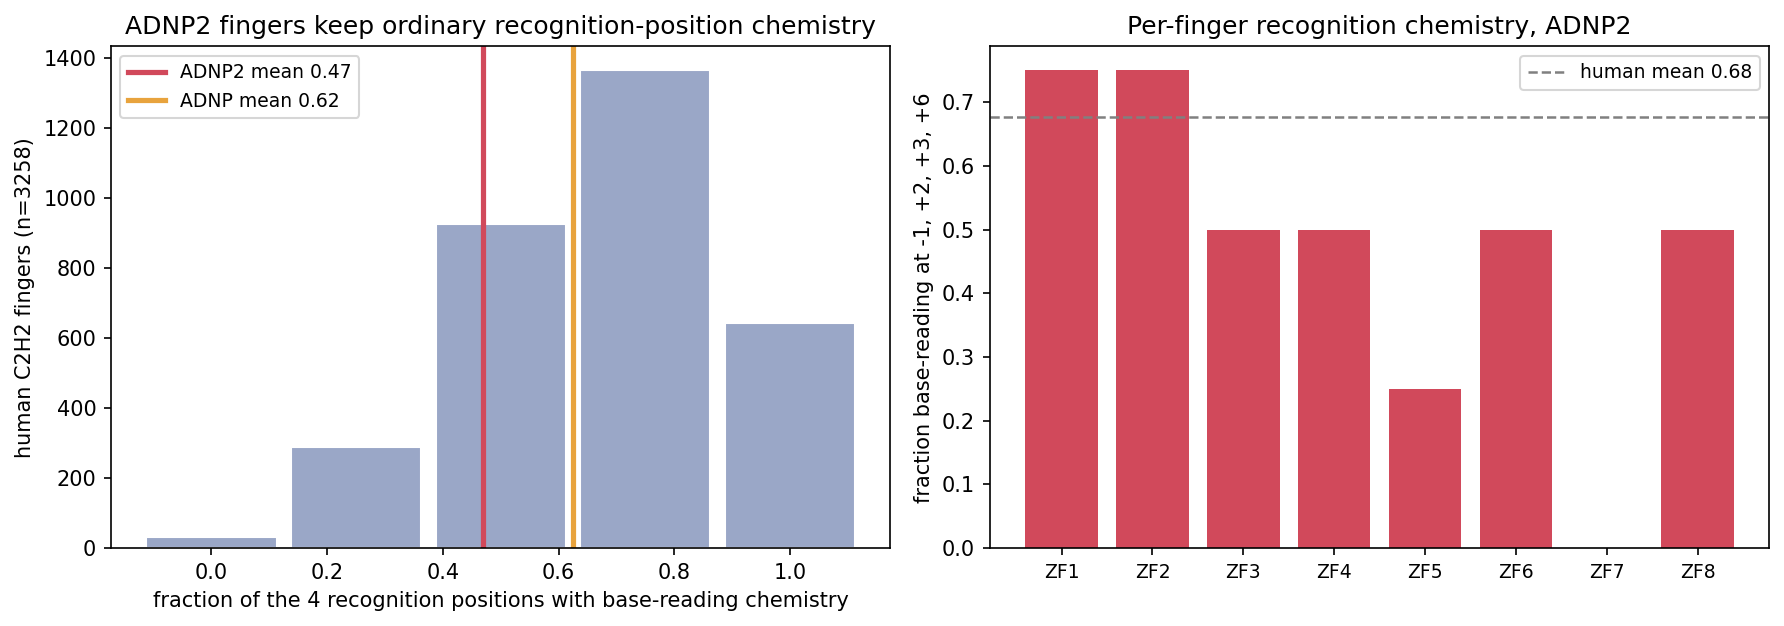 ADNP2 fingers keep ordinary recognition-position chemistry
human C2H2 fingers (n=3258)
1400
1200
1000
800
600
400
200
0
ADNP2 mean 0.47
ADNP mean 0.62
0.0 0.2 0.4 0.6 0.8 1.0
fraction of the 4 recognition positions with base-reading chemistry
Per-finger recognition chemistry, ADNP2
fraction base-reading at -1, +2, +3, +6
0.7
0.6
0.5
0.4
0.3
0.2
0.1
0.0
human mean 0.68
ZF1 ZF2 ZF3 ZF4 ZF5 ZF6 ZF7 ZF8